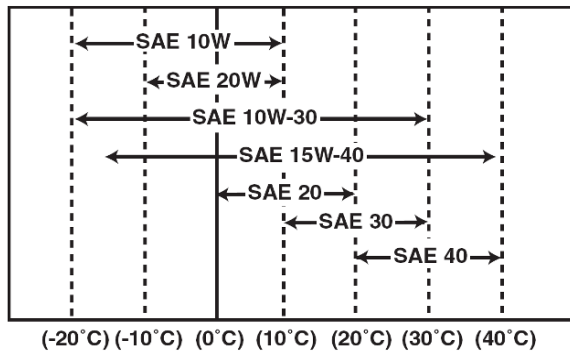 SAE 10W
SAE 20W
SAE 10W-30
SAE 15W-40
SAE 20
SAE 30
SAE 40
(-20°C) (-10°C) (0°C) (10°C) (20°C) (30°C) (40°C)